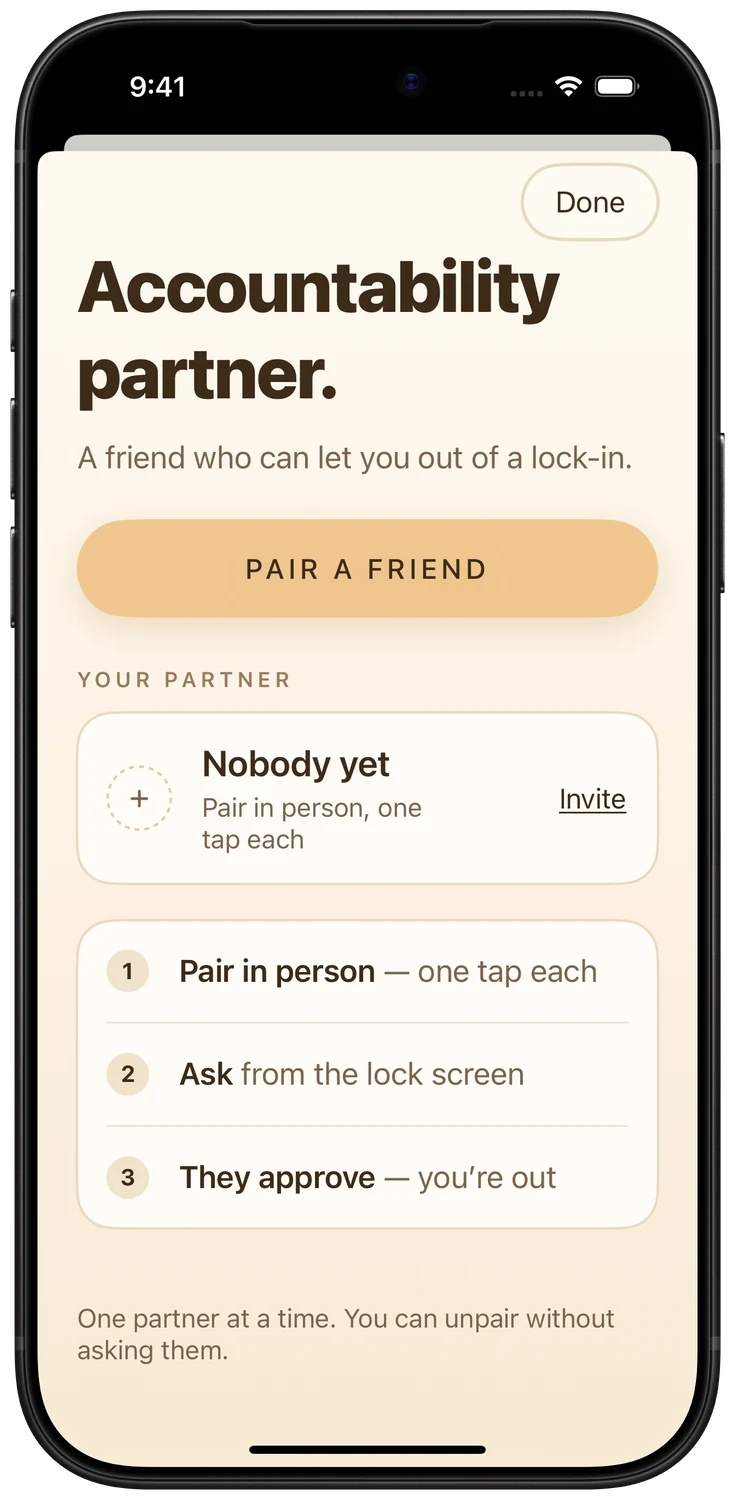 9:41
Done
Accountability
partner.
A friend who can let you out of a lock-in.
PAIR A FRIEND
YOUR PARTNER
Nobody yet
Pair in person, one
tap each
Invite
1 Pair in person — one tap each
2 Ask from the lock screen
3 They approve — you’re out
One partner at a time. You can unpair without
asking them.